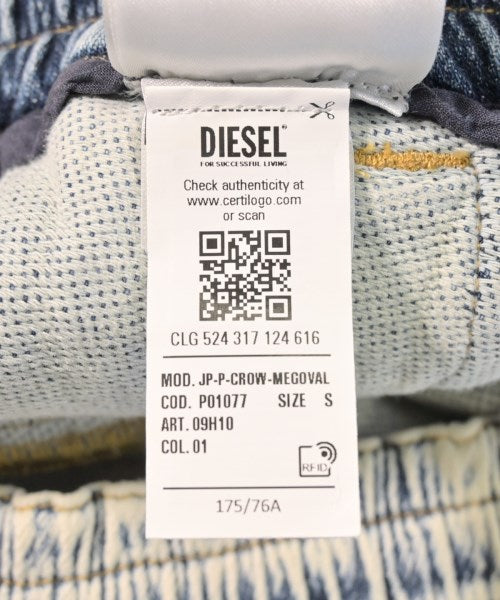 DIESEL®
FOR SUCCESSFUL LIVING
Check authenticity at
www.certilogo.com
or scan
CLG 524 317 124 616
MOD. JP-P-CROW-MEGOVAL
COD. P01077 SIZE S
ART. 09H10
COL. 01
RFID
175/76A